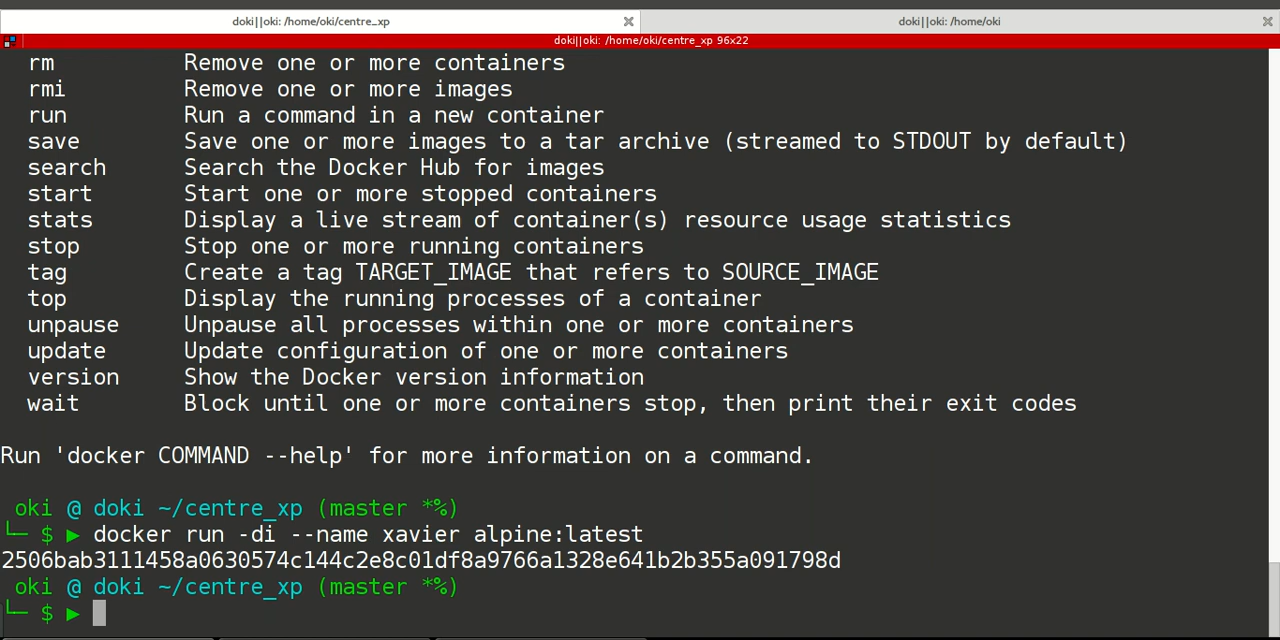 doki||oki: /home/oki/centre_xp
doki||oki: /home/oki
doki||oki: /home/oki/centre_xp 96x22
rm Remove one or more containers
rmi Remove one or more images
run Run a command in a new container
save Save one or more images to a tar archive (streamed to STDOUT by default)
search Search the Docker Hub for images
start Start one or more stopped containers
stats Display a live stream of container(s) resource usage statistics
stop Stop one or more running containers
tag Create a tag TARGET_IMAGE that refers to SOURCE_IMAGE
top Display the running processes of a container
unpause Unpause all processes within one or more containers
update Update configuration of one or more containers
version Show the Docker version information
wait Block until one or more containers stop, then print their exit codes
Run 'docker COMMAND --help' for more information on a command.
oki @ doki ~/centre_xp (master *%)
└─ $ ▶ docker run -di --name xavier alpine:latest
2506bab3111458a0630574c144c2e8c01df8a9766a1328e641b2b355a091798d
oki @ doki ~/centre_xp (master *%)
└─ $ ▶